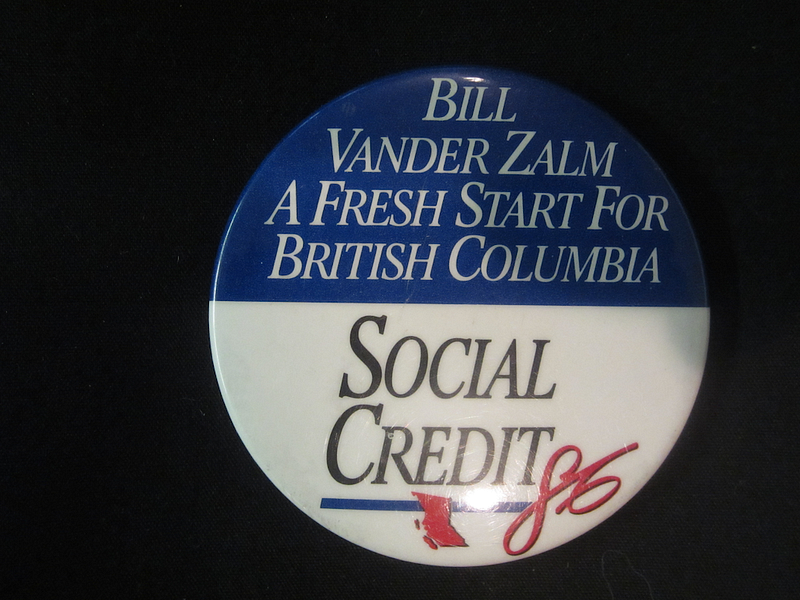 BILL
VANDER ZALM
A FRESH START FOR
BRITISH COLUMBIA
SOCIAL
CREDIT
86